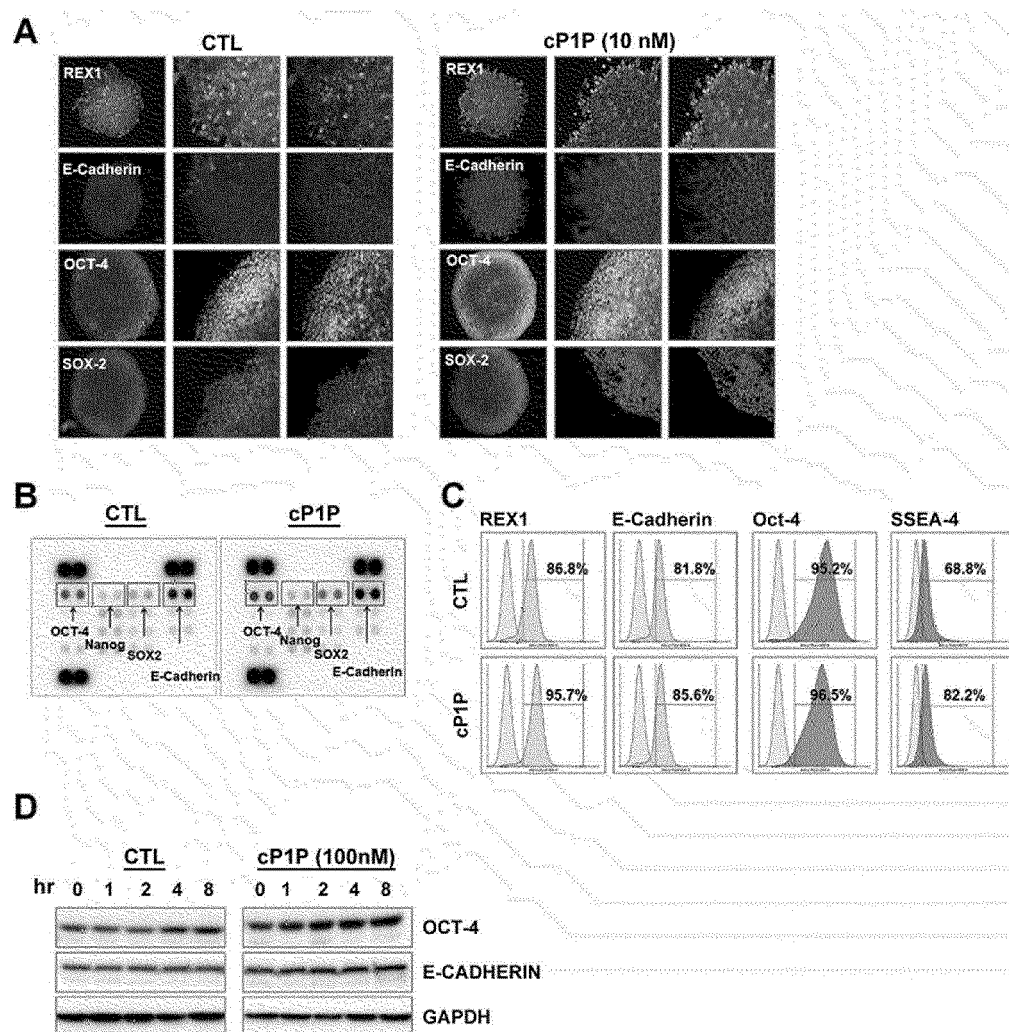 A
CTL
cP1P (10 nM)
REX1
REX1
E-Cadherin
E-Cadherin
OCT-4
OCT-4
SOX-2
SOX-2
B
CTL
cP1P
OCT-4
Nanog
SOX2
E-Cadherin
OCT-4
Nanog
SOX2
E-Cadherin
C
REX1 E-Cadherin Oct-4 SSEA-4
CTL
86.8% 81.8% 95.2% 68.8%
cP1P
95.7% 85.6% 96.5% 82.2%
D
CTL
cP1P (100nM)
hr 0 1 2 4 8 0 1 2 4 8
OCT-4
E-CADHERIN
GAPDH